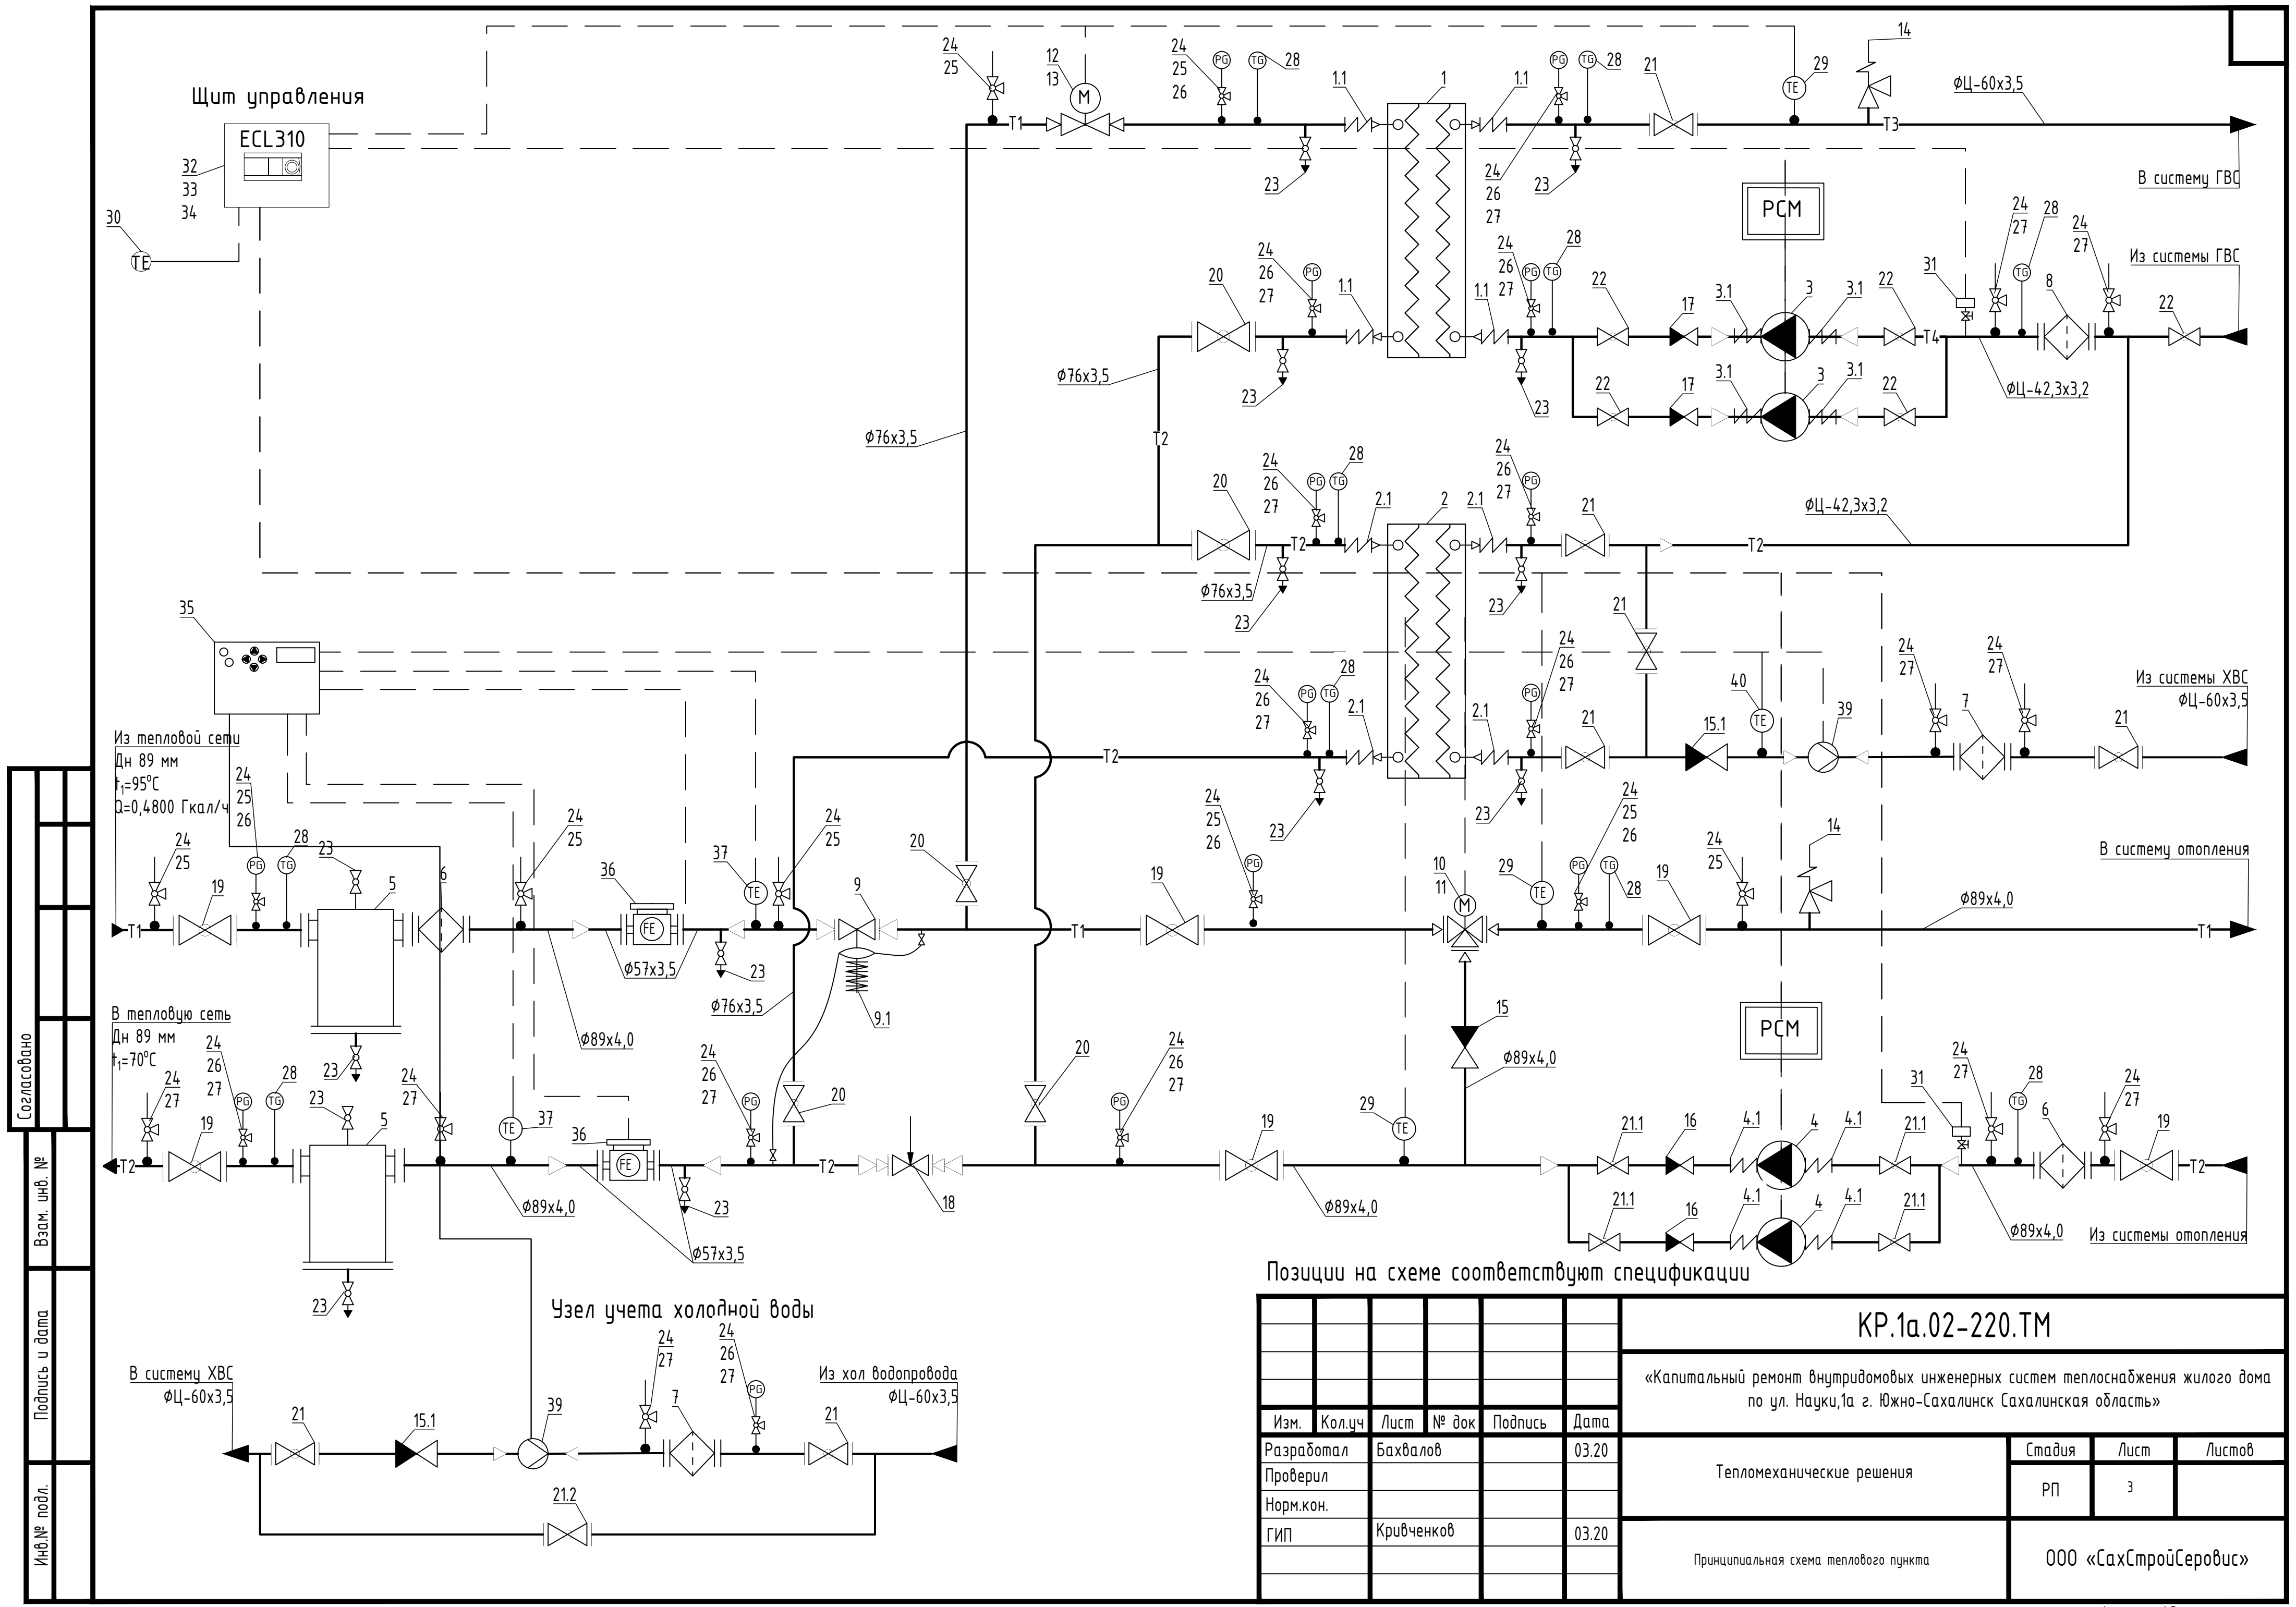 24
25
12
13
24
25
26
PG
TG
28
1.1
1
1.1
PG
TG
28
21
29
14
ФЦ-60х3,5
М
TE
Т1
Т3
Щит управления
ECL310
32
33
34
30
TE
23
24
26
27
23
В систему ГВС
PCM
24
27
28
24
27
Из системы ГВС
20
24
26
27
PG
1.1
1.1
24
26
27
PG
TG
28
22
17
3.1
3
3.1
22
31
TG
8
22
Т4
ФЦ-42,3х3,2
Ф76х3,5
23
23
22
17
3.1
3
3.1
22
Ф76х3,5
Т2
20
24
26
27
PG
TG
28
2.1
2
2.1
24
26
27
PG
21
ФЦ-42,3х3,2
Т2
Т2
Ф76х3,5
23
23
21
35
24
26
27
PG
TG
28
2.1
2.1
PG
24
26
27
21
40
TE
15.1
39
24
27
7
24
27
21
Из системы ХВС
ФЦ-60х3,5
Т2
23
23
Из тепловой сети
Дн 89 мм
t1=95°С
Q=0,4800 Гкал/ч
24
25
19
24
25
26
PG
TG
28
23
5
6
24
25
36
FE
37
TE
24
25
9
20
19
24
25
26
PG
10
11
М
29
TE
24
25
26
PG
TG
28
19
24
25
14
В систему отопления
Ф89х4,0
Т1
Т1
Т1
Ф57х3,5
23
Ф76х3,5
9.1
Ф89х4,0
23
15
Ф89х4,0
PCM
В тепловую сеть
Дн 89 мм
t1=70°С
24
27
19
24
26
27
PG
TG
28
23
5
24
27
TE
37
36
FE
24
26
27
PG
20
20
24
26
27
PG
19
29
TE
21.1
16
4.1
4
4.1
21.1
31
24
27
28
TG
6
24
27
19
Т2
Т2
Т2
Ф89х4,0
23
Ф57х3,5
18
Ф89х4,0
21.1
16
4.1
4
4.1
21.1
Ф89х4,0
Из системы отопления
23
Позиции на схеме соответствуют спецификации
Узел учета холодной воды
В систему ХВС
ФЦ-60х3,5
21
15.1
39
24
27
7
24
26
27
PG
21
Из хол водопровода
ФЦ-60х3,5
21.2
Согласовано
Взам. инв. №
Подпись и дата
Инв.№ подл.
КР.1а.02-220.ТМ
«Капитальный ремонт внутридомовых инженерных систем теплоснабжения жилого дома
по ул. Науки,1а г. Южно-Сахалинск Сахалинская область»
Изм.
Кол.уч
Лист
№ док
Подпись
Дата
Разработал
Бахвалов
03.20
Проверил
Норм.кон.
ГИП
Кривченков
03.20
Тепломеханические решения
Стадия
Лист
Листов
РП
3
Принципиальная схема теплового пункта
ООО «СахСтройСеровис»